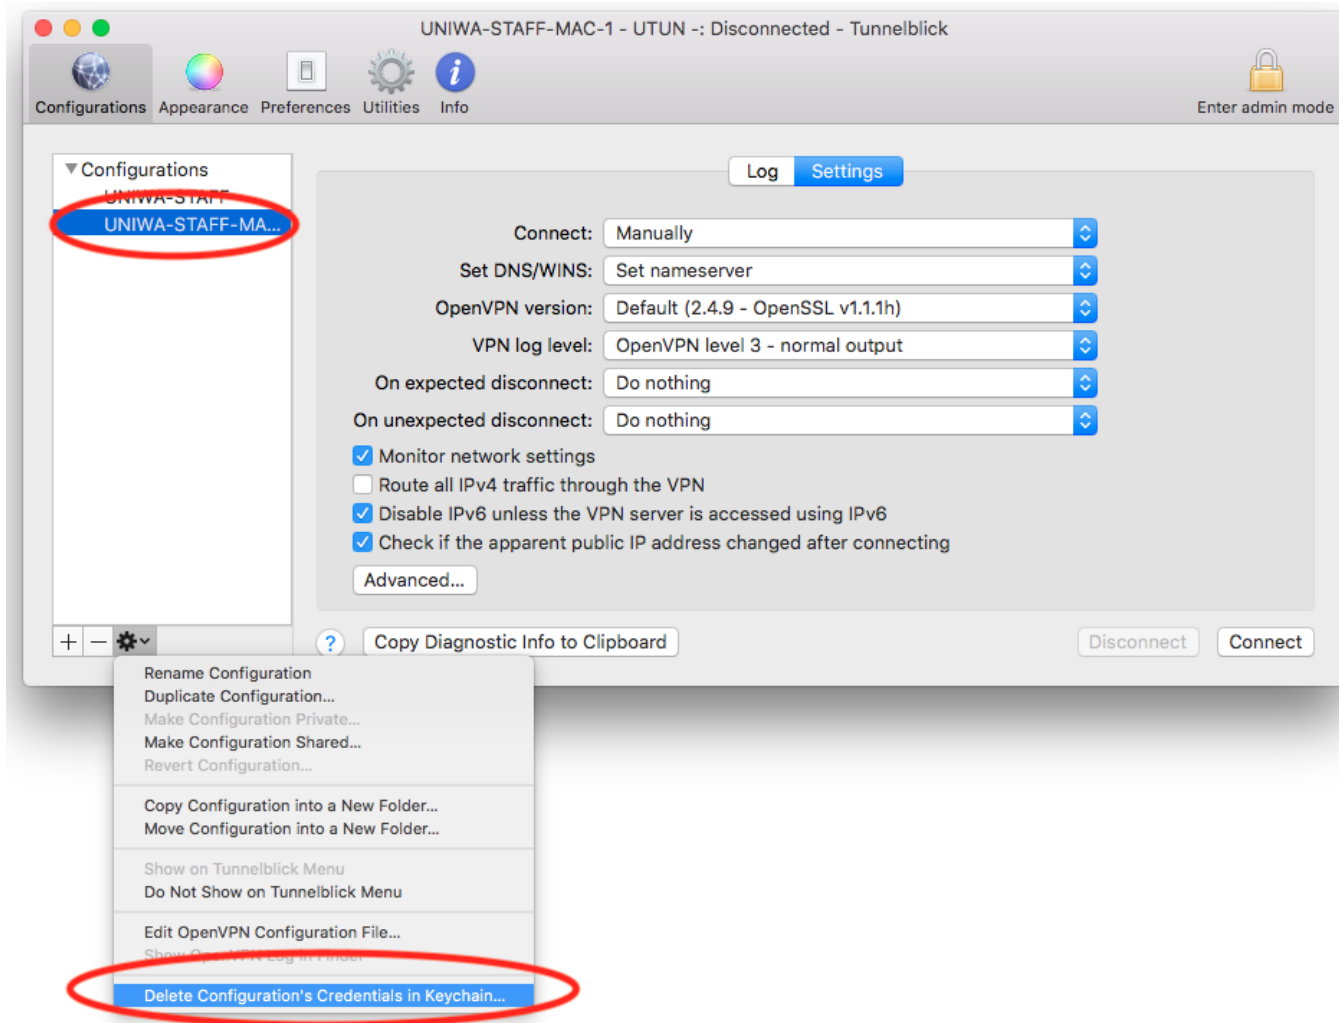 UNIWA-STAFF-MAC-1 - UTUN -: Disconnected - Tunnelblick
Configurations Appearance Preferences Utilities Info Enter admin mode
Configurations
UNIWA-STAFF
UNIWA-STAFF-MA...
Log Settings
Connect: Manually
Set DNS/WINS: Set nameserver
OpenVPN version: Default (2.4.9 - OpenSSL v1.1.1h)
VPN log level: OpenVPN level 3 - normal output
On expected disconnect: Do nothing
On unexpected disconnect: Do nothing
Monitor network settings
Route all IPv4 traffic through the VPN
Disable IPv6 unless the VPN server is accessed using IPv6
Check if the apparent public IP address changed after connecting
Advanced...
? Copy Diagnostic Info to Clipboard Disconnect Connect
Rename Configuration
Duplicate Configuration...
Make Configuration Private...
Make Configuration Shared...
Revert Configuration...
Copy Configuration into a New Folder...
Move Configuration into a New Folder...
Show on Tunnelblick Menu
Do Not Show on Tunnelblick Menu
Edit OpenVPN Configuration File...
Show OpenVPN Log in Finder
Delete Configuration's Credentials in Keychain...